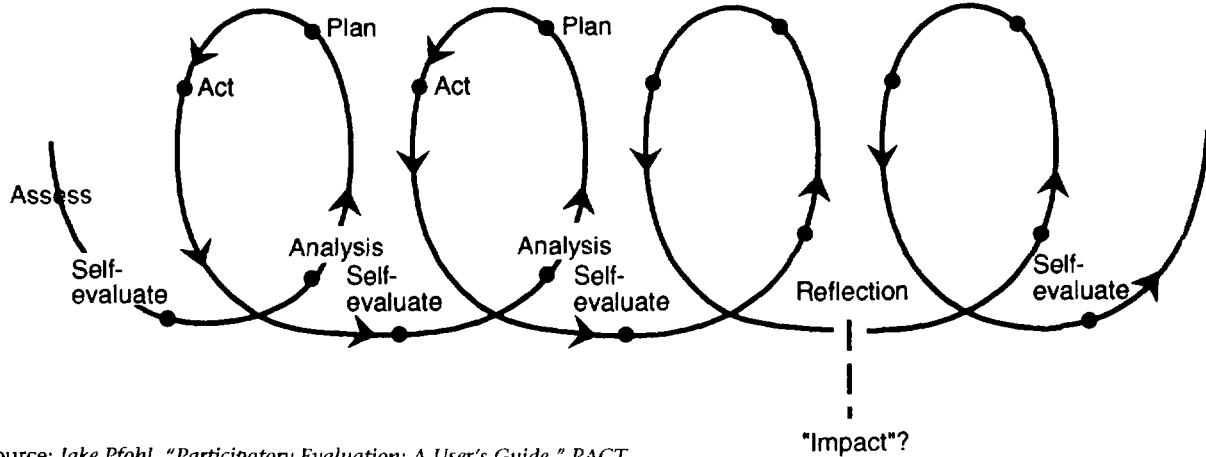 Plan
Plan
Act
Act
Assess
Analysis
Analysis
Self-
evaluate
Self-
evaluate
Self-
evaluate
Reflection
Self-
evaluate
"Impact"?
ource: Jake Pfohl, "Participatory Evaluation: A User's Guide," PACT